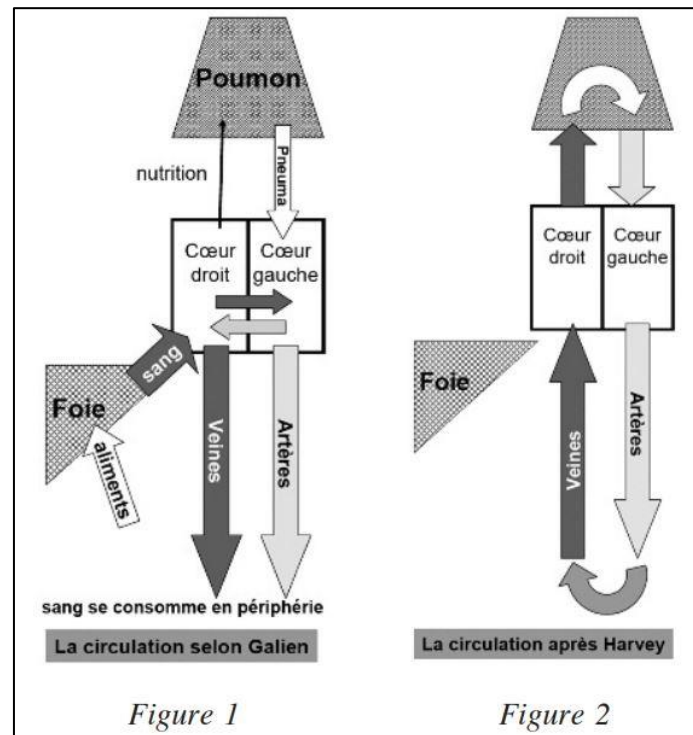 Poumon
Pneuma
nutrition
Cœur
droit
Cœur
gauche
sang
Foie
aliments
Veines
Artères
sang se consomme en périphérie
La circulation selon Galien
Figure 1
Cœur
droit
Cœur
gauche
Foie
Veines
Artères
La circulation après Harvey
Figure 2